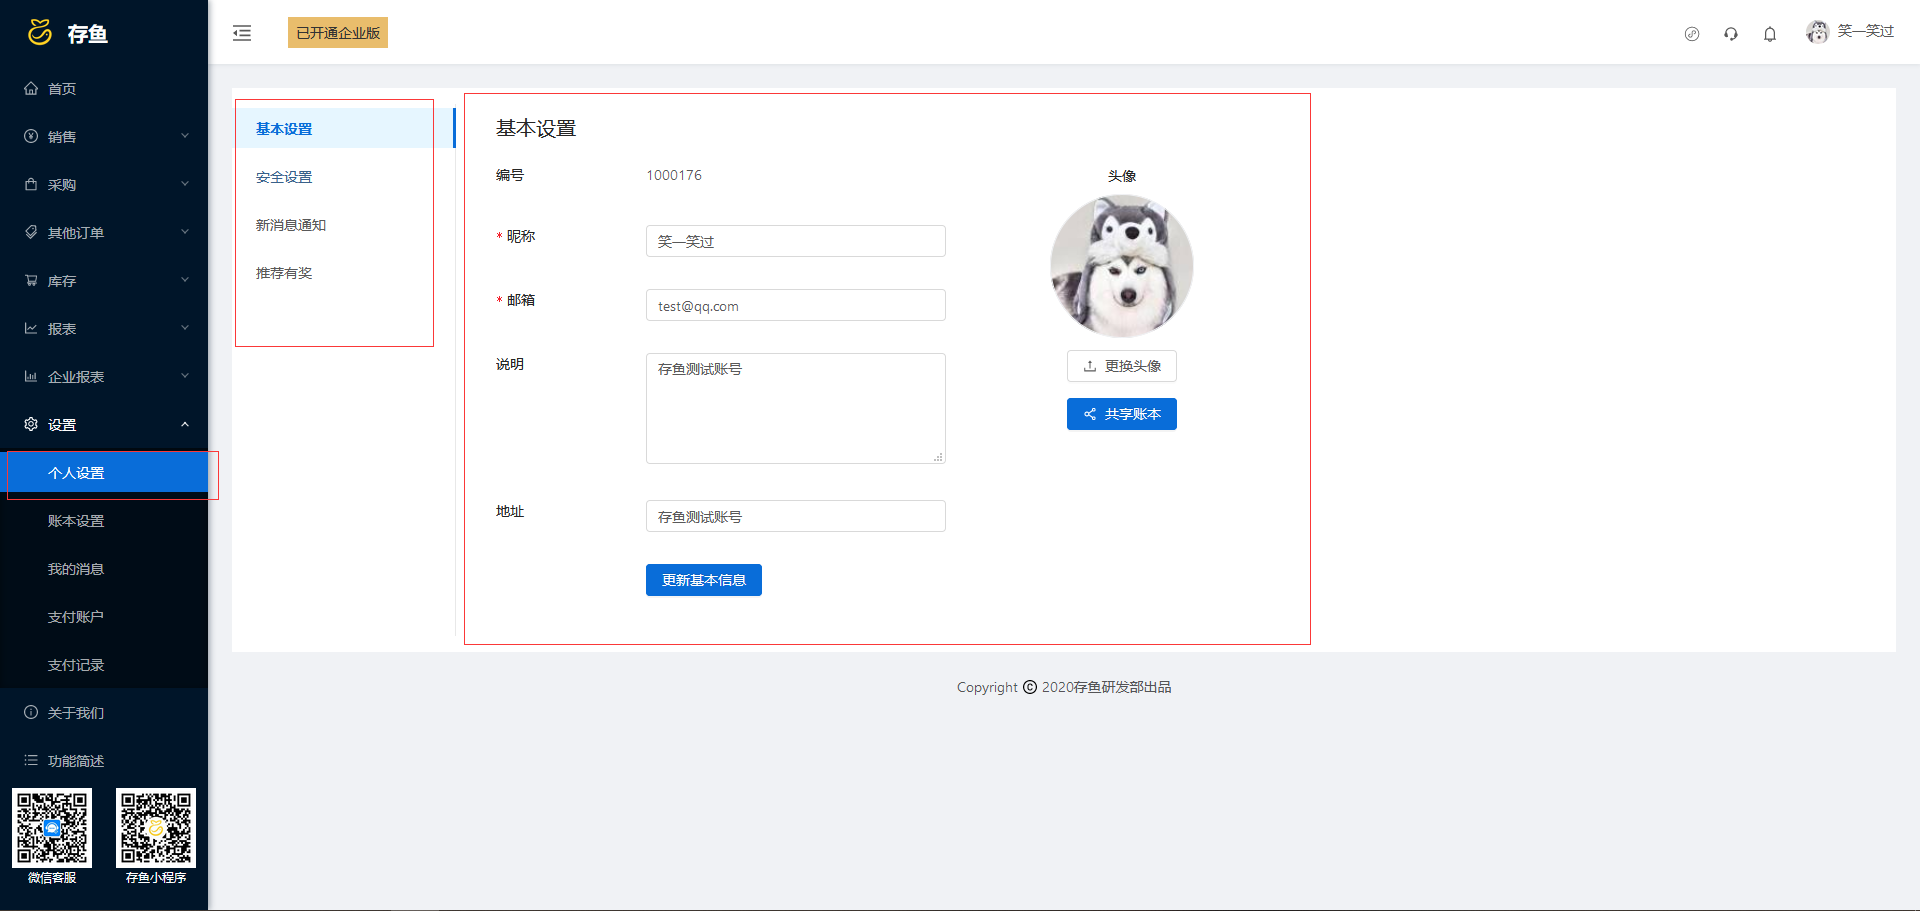 存鱼
首页
销售
采购
其他订单
库存
报表
企业报表
设置
个人设置
账本设置
我的消息
支付账户
支付记录
关于我们
功能简述
微信客服
存鱼小程序
已开通企业版
笑一笑过
基本设置
安全设置
新消息通知
推荐有奖
基本设置
编号
1000176
* 昵称
笑一笑过
* 邮箱
test@qq.com
说明
存鱼测试账号
地址
存鱼测试账号
更新基本信息
头像
更换头像
共享账本
Copyright © 2020存鱼研发部出品